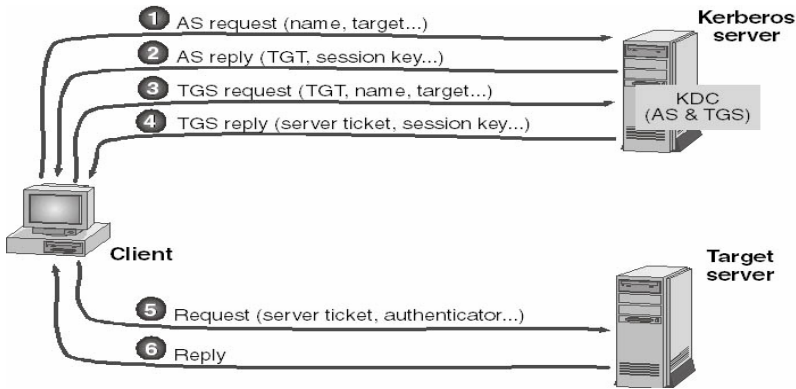 1 AS request (name, target...)
Kerberos
server
2 AS reply (TGT, session key...)
3 TGS request (TGT, name, target...)
KDC
(AS & TGS)
4 TGS reply (server ticket, session key...)
Client
Target
server
5 Request (server ticket, authenticator...)
6 Reply